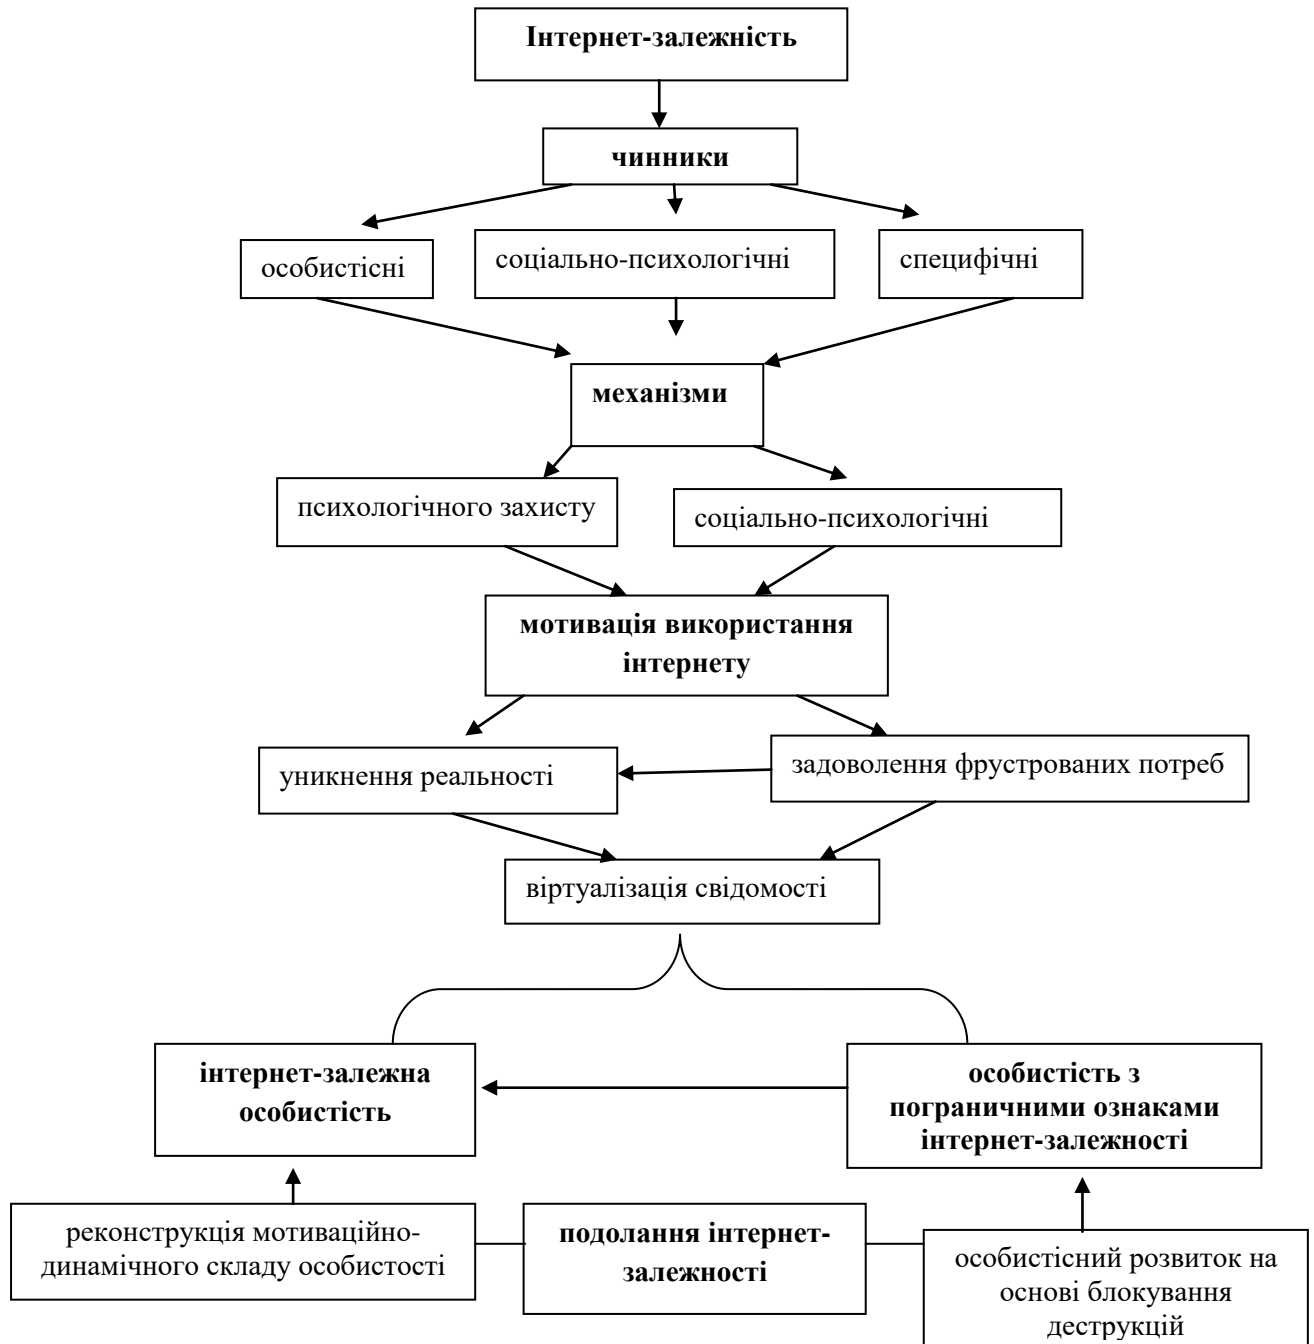 Інтернет-залежність
чинники
особистісні
соціально-психологічні
специфічні
механізми
психологічного захисту
соціально-психологічні
мотивація використання
інтернету
уникнення реальності
задоволення фрустрованих потреб
віртуалізація свідомості
інтернет-залежна
особистість
особистість з
пограничними ознаками
інтернет-залежності
реконструкція мотиваційно-
динамічного складу особистості
подолання інтернет-
залежності
особистісний розвиток на
основі блокування
деструкцій